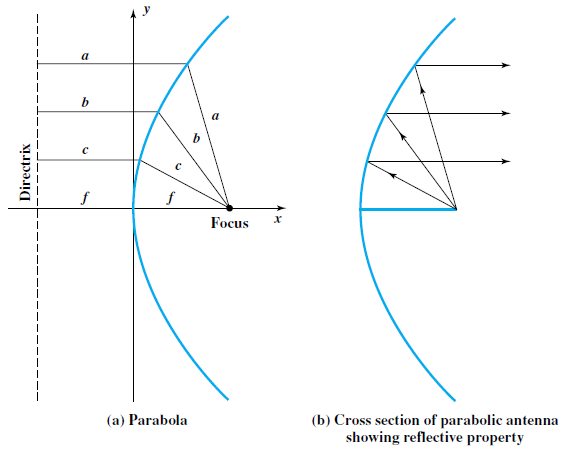 y
a
b
a
b
c
c
Directrix
f
f
Focus
x
(a) Parabola
(b) Cross section of parabolic antenna
showing reflective property